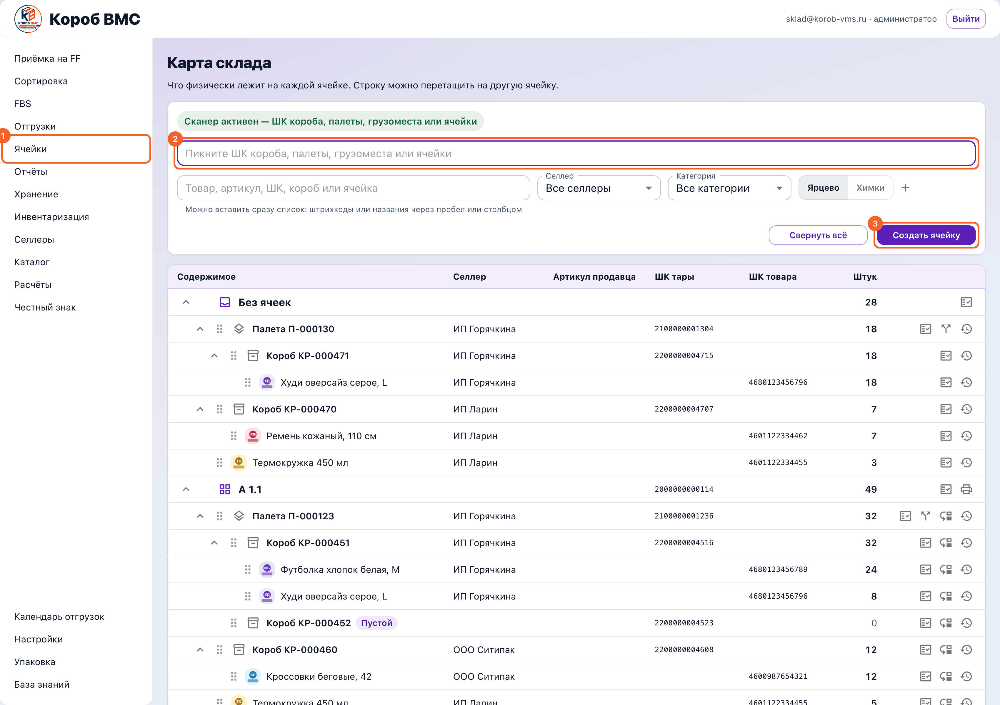 КОРОБ ВМС
Короб ВМС
sklad@korob-vms.ru · администратор
Выйти
Приёмка на FF
Сортировка
FBS
Отгрузки
1
Ячейки
Отчёты
Хранение
Инвентаризация
Селлеры
Каталог
Расчёты
Честный знак
Календарь отгрузок
Настройки
Упаковка
База знаний
Карта склада
Что физически лежит на каждой ячейке. Строку можно перетащить на другую ячейку.
Сканер активен — ШК короба, палеты, грузоместа или ячейки
2
Пикните ШК короба, палеты, грузоместа или ячейки
Товар, артикул, ШК, короб или ячейка
Селлер
Все селлеры
Категория
Все категории
Ярцево
Химки
+
Можно вставить сразу список: штрихкоды или названия через пробел или столбцом
Свернуть всё
3
Создать ячейку
Содержимое Селлер Артикул продавца ШК тары ШК товара Штук
Без ячеек 28
Палета П-000130 ИП Горячкина 2100000001304 18
Короб КР-000471 ИП Горячкина 2200000004715 18
ХД Худи оверсайз серое, L ИП Горячкина 4680123456796 18
Короб КР-000470 ИП Ларин 2200000004707 7
РМ Ремень кожаный, 110 см ИП Ларин 4601122334462 7
ТК Термокружка 450 мл ИП Ларин 4601122334455 3
А 1.1 2000000000114 49
Палета П-000123 ИП Горячкина 2100000001236 32
Короб КР-000451 ИП Горячкина 2200000004516 32
ФБ Футболка хлопок белая, M ИП Горячкина 4680123456789 24
ХД Худи оверсайз серое, L ИП Горячкина 4680123456796 8
Короб КР-000452 Пустой 2200000004523 0
Короб КР-000460 ООО Ситипак 2200000004608 12
КР Кроссовки беговые, 42 ООО Ситипак 4600987654321 12
ТК Термокружка 450 мл ИП Ларин 4601122334455 5